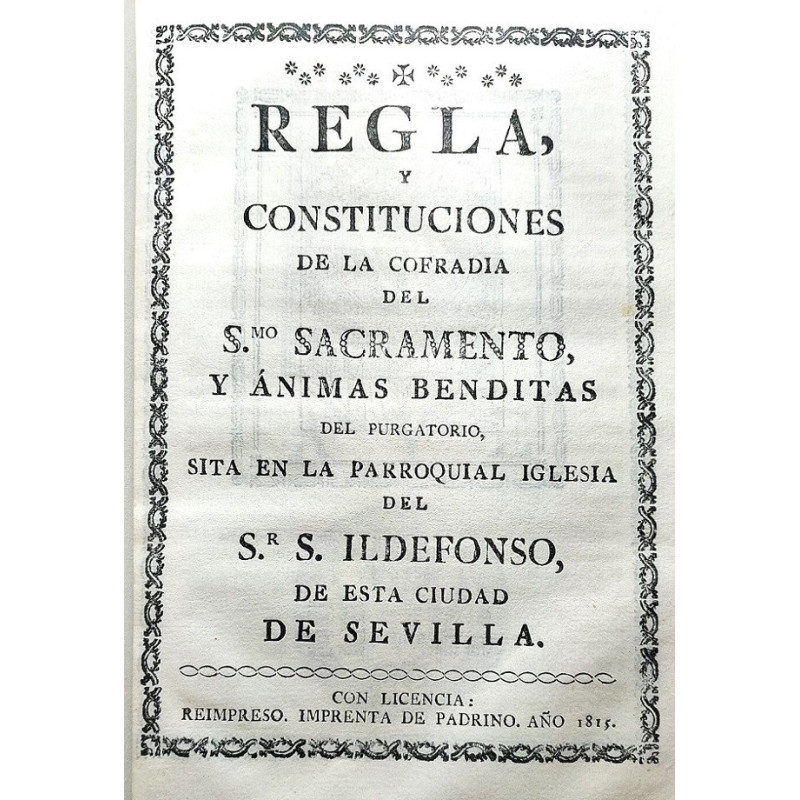 REGLA,
Y
CONSTITUCIONES
DE LA COFRADIA
DEL
S.MO SACRAMENTO,
Y ÁNIMAS BENDITAS
DEL PURGATORIO,
SITA EN LA PARROQUIAL IGLESIA
DEL
S.R S. ILDEFONSO,
DE ESTA CIUDAD
DE SEVILLA.
CON LICENCIA:
REIMPRESO. IMPRENTA DE PADRINO. AÑO 1815.